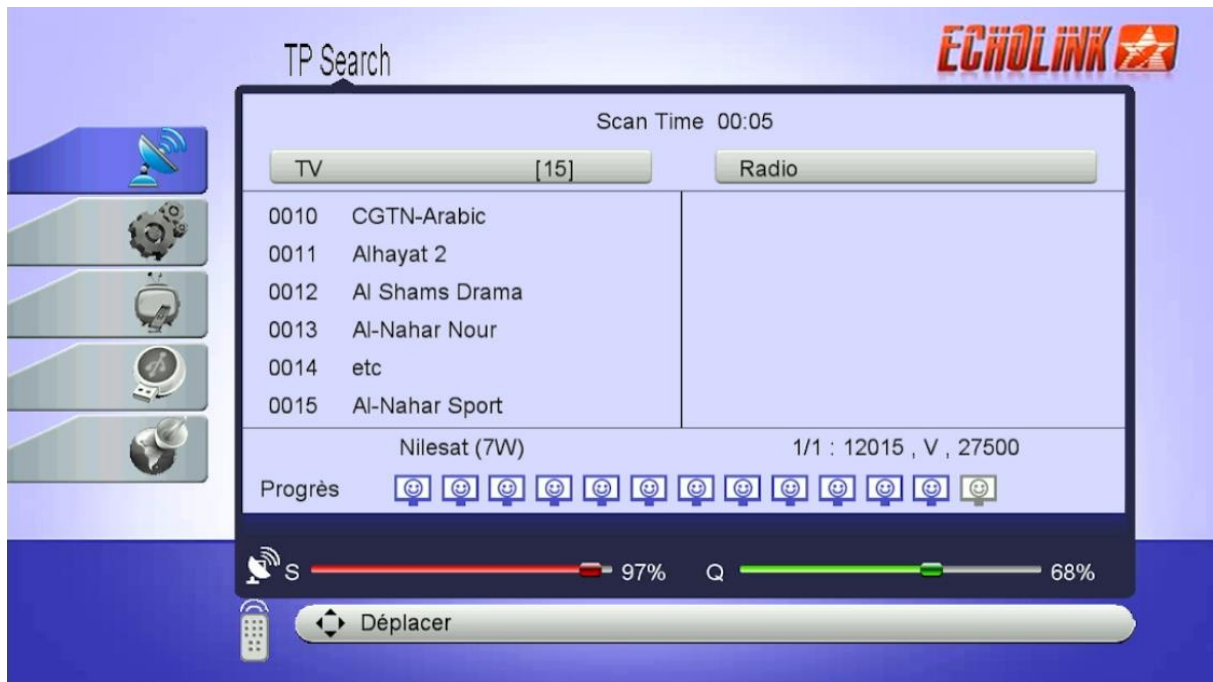 TP Search
ECHOLINK
Scan Time 00:05
TV [15] Radio
0010 CGTN-Arabic
0011 Alhayat 2
0012 Al Shams Drama
0013 Al-Nahar Nour
0014 etc
0015 Al-Nahar Sport
Nilesat (7W) 1/1 : 12015 , V , 27500
Progrès
S 97% Q 68%
Déplacer